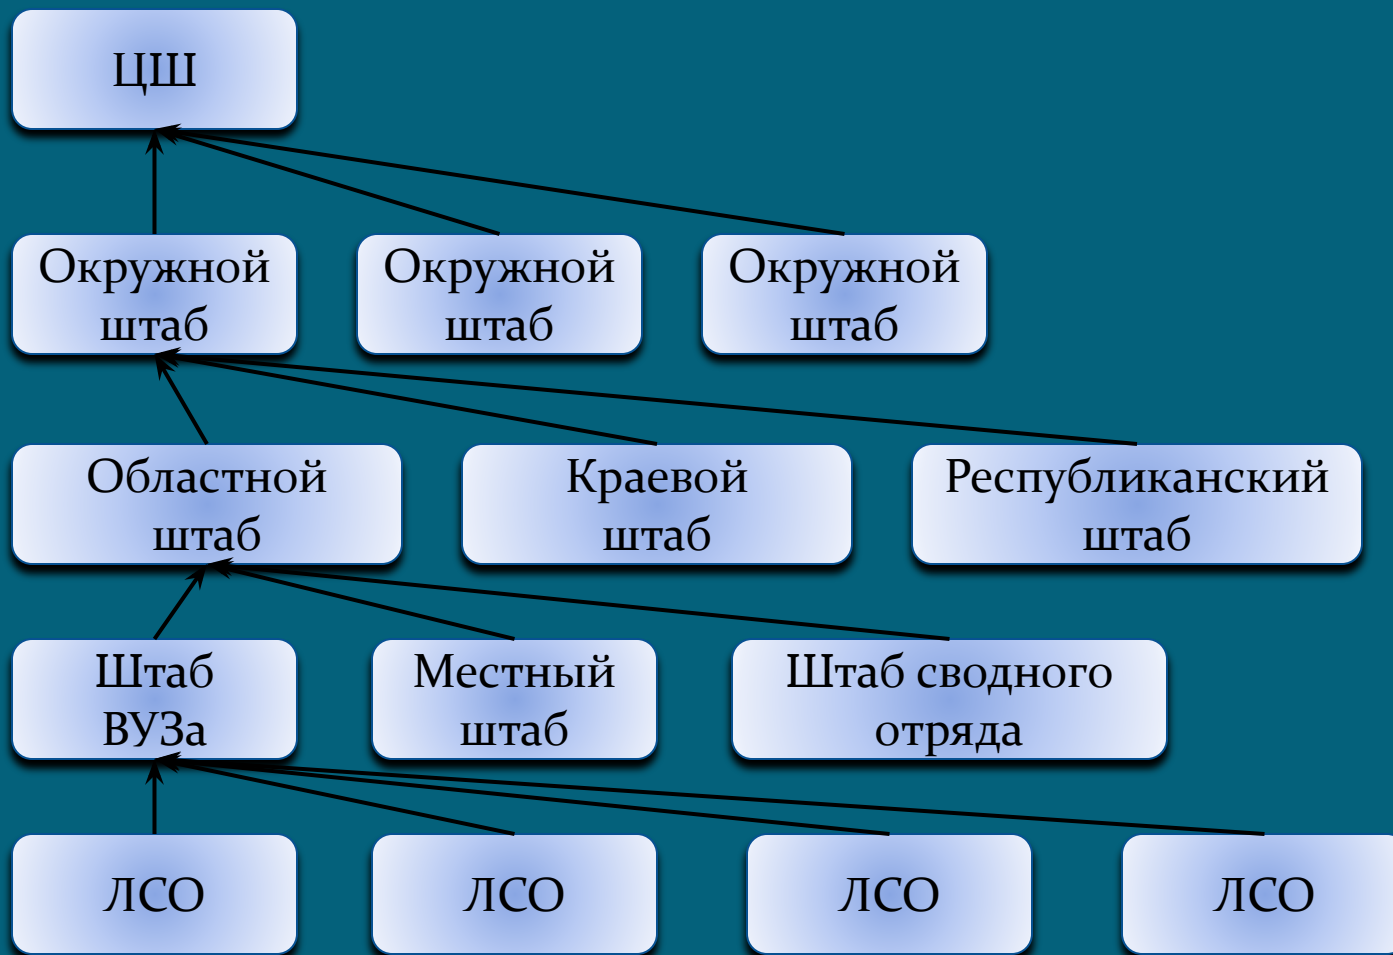 ЦШ
Окружной
штаб
Окружной
штаб
Окружной
штаб
Областной
штаб
Краевой
штаб
Республиканский
штаб
Штаб
ВУЗа
Местный
штаб
Штаб сводного
отряда
ЛСО
ЛСО
ЛСО
ЛСО